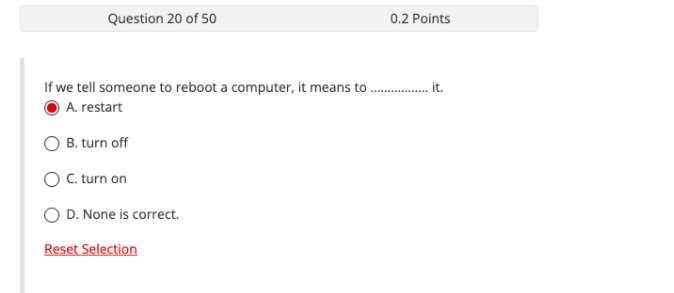 Question 20 of 50 0.2 Points
If we tell someone to reboot a computer, it means to ................. it.
A. restart
B. turn off
C. turn on
D. None is correct.
Reset Selection